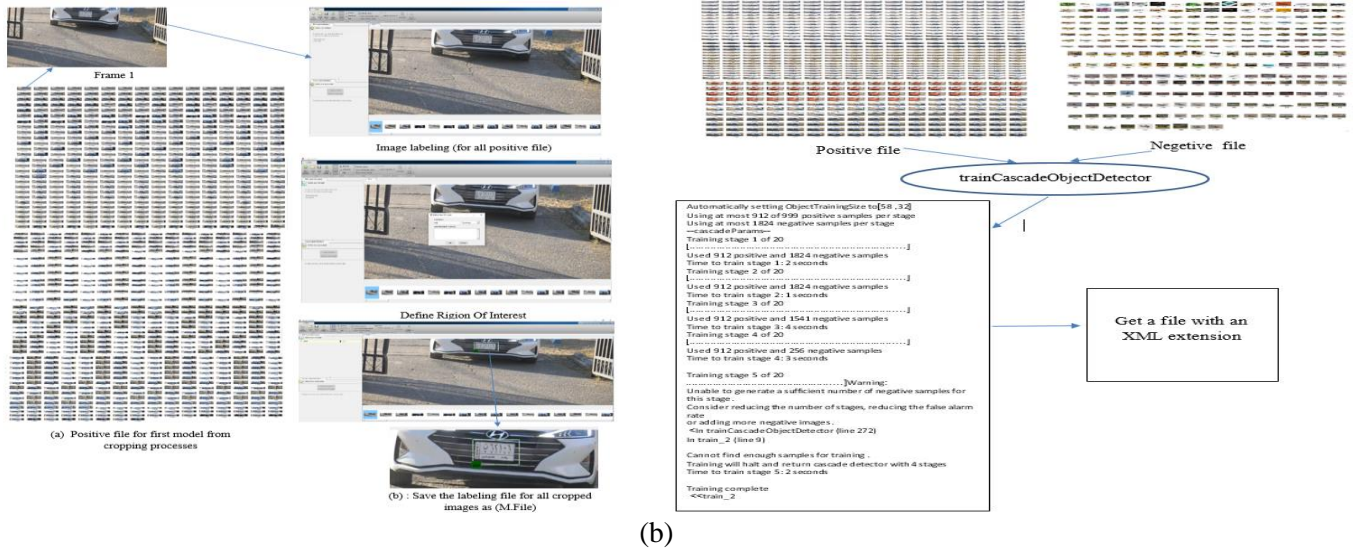 Frame 1
Image labeling (for all positive file)
Define Rigion Of Interest
(a) Positive file for first model from
cropping processes
(b) : Save the labeling file for all cropped
images as (M.File)
Positive file
Negetive file
trainCascadeObjectDetector
Automatically setting ObjectTrainingSize to[58 ,32]
Using at most 912 of 999 positive samples per stage
Using at most 1824 negative samples per stage
--cascadeParams--
Training stage 1 of 20
[........................................................................]
Used 912 positive and 1824 negative samples
Time to train stage 1: 2 seconds
Training stage 2 of 20
[........................................................................]
Used 912 positive and 1824 negative samples
Time to train stage 2: 1 seconds
Training stage 3 of 20
[........................................................................]
Used 912 positive and 1541 negative samples
Time to train stage 3: 4 seconds
Training stage 4 of 20
[........................................................................]
Used 912 positive and 256 negative samples
Time to train stage 4: 3 seconds
Training stage 5 of 20
....................................................]Warning:
Unable to generate a sufficient number of negative samples for
this stage.
Consider reducing the number of stages, reducing the false alarm
rate
or adding more negative images.
<In trainCascadeObjectDetector (line 272)
In train_2 (line 9)
Cannot find enough samples for training .
Training will halt and return cascade detector with 4 stages
Time to train stage 5: 2 seconds
Training complete
<<train_2
Get a file with an
XML extension
(b)